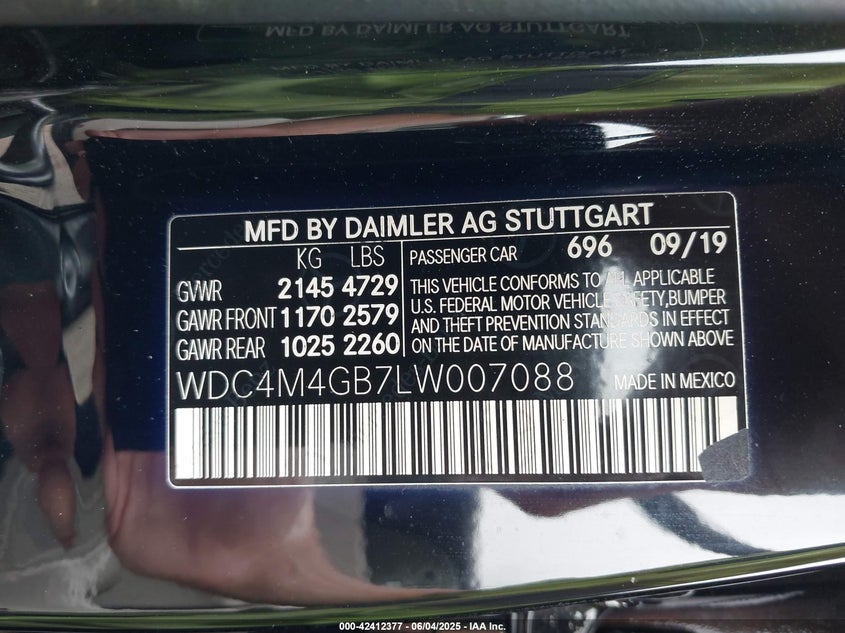 MFD BY DAIMLER AG STUTTGART
KG LBS
GVWR 2145 4729
GAWR FRONT 1170 2579
GAWR REAR 1025 2260
PASSENGER CAR 696 09/19
THIS VEHICLE CONFORMS TO ALL APPLICABLE
U.S. FEDERAL MOTOR VEHICLE SAFETY,BUMPER
AND THEFT PREVENTION STANDARDS IN EFFECT
ON THE DATE OF MANUFACTURE SHOWN ABOVE
WDC4M4GB7LW007088 MADE IN MEXICO
000-42412377 - 06/04/2025 - IAA Inc.